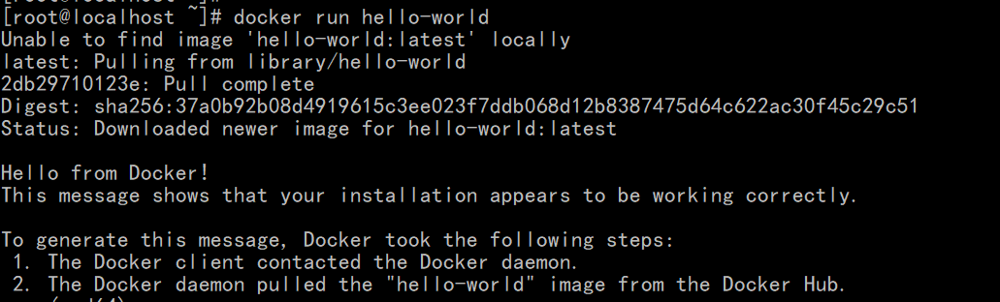 [root@localhost ~]# docker run hello-world
Unable to find image 'hello-world:latest' locally
latest: Pulling from library/hello-world
2db29710123e: Pull complete
Digest: sha256:37a0b92b08d4919615c3ee023f7ddb068d12b8387475d64c622ac30f45c29c51
Status: Downloaded newer image for hello-world:latest
Hello from Docker!
This message shows that your installation appears to be working correctly.
To generate this message, Docker took the following steps:
1. The Docker client contacted the Docker daemon.
2. The Docker daemon pulled the "hello-world" image from the Docker Hub.